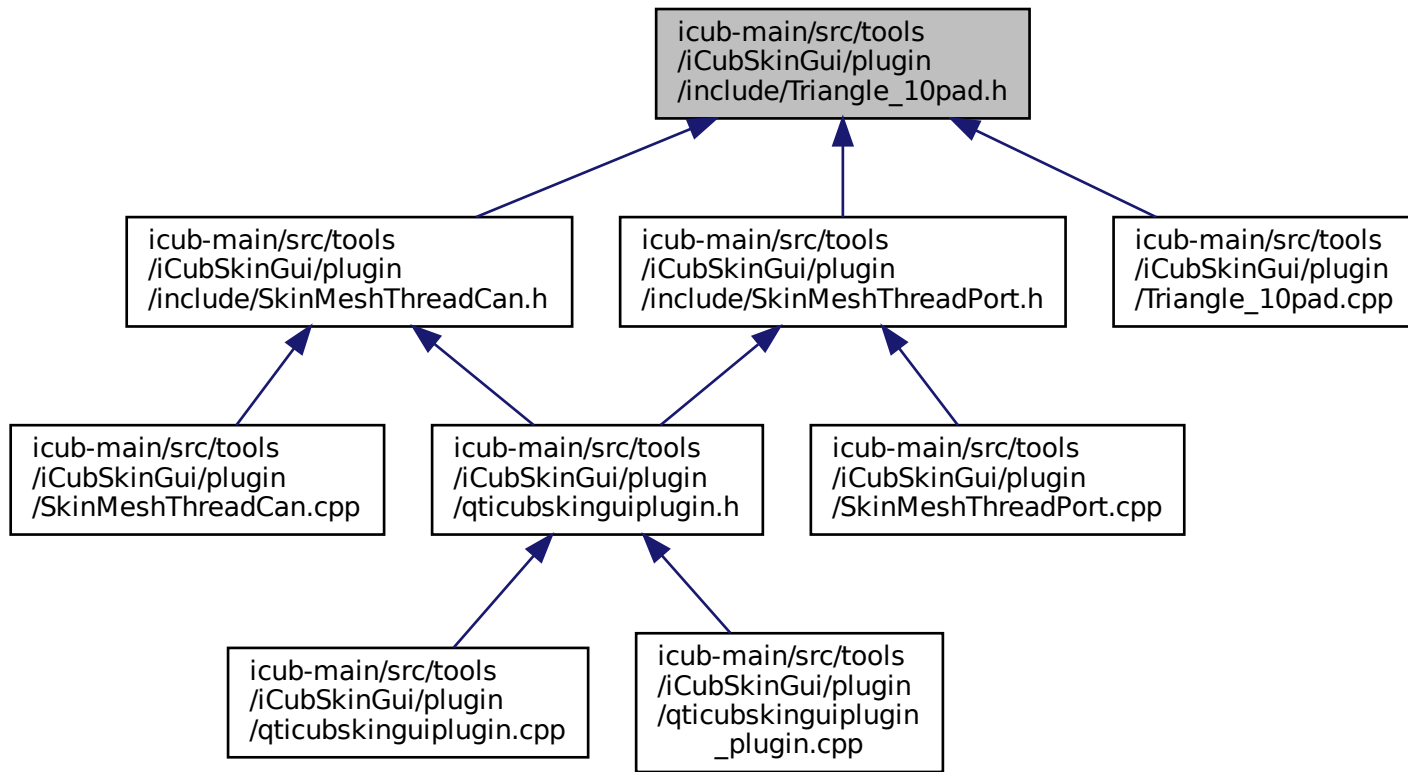 icub-main/src/tools
/iCubSkinGui/plugin
/include/Triangle_10pad.h
icub-main/src/tools
/iCubSkinGui/plugin
/include/SkinMeshThreadCan.h
icub-main/src/tools
/iCubSkinGui/plugin
/include/SkinMeshThreadPort.h
icub-main/src/tools
/iCubSkinGui/plugin
/Triangle_10pad.cpp
icub-main/src/tools
/iCubSkinGui/plugin
/SkinMeshThreadCan.cpp
icub-main/src/tools
/iCubSkinGui/plugin
/qticubskinguiplugin.h
icub-main/src/tools
/iCubSkinGui/plugin
/SkinMeshThreadPort.cpp
icub-main/src/tools
/iCubSkinGui/plugin
/qticubskinguiplugin.cpp
icub-main/src/tools
/iCubSkinGui/plugin
/qticubskinguiplugin
_plugin.cpp